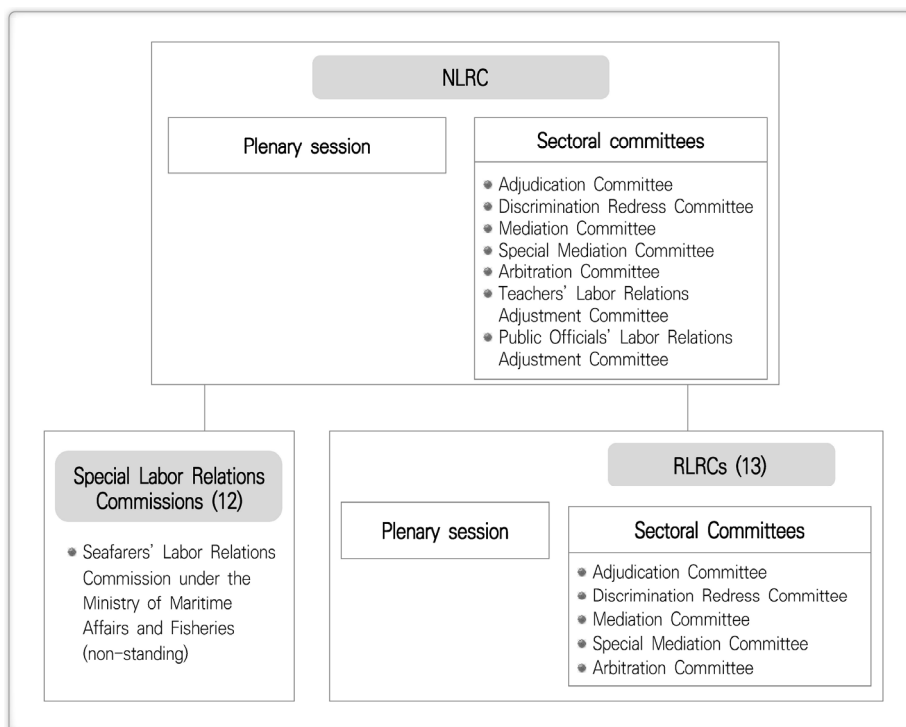 NLRC
Plenary session
Sectoral committees
Adjudication Committee
Discrimination Redress Committee
Mediation Committee
Special Mediation Committee
Arbitration Committee
Teachers' Labor Relations
Adjustment Committee
Public Officials' Labor Relations
Adjustment Committee
Special Labor Relations
Commissions (12)
Seafarers' Labor Relations
Commission under the
Ministry of Maritime
Affairs and Fisheries
(non-standing)
RLRCs (13)
Plenary session
Sectoral Committees
Adjudication Committee
Discrimination Redress Committee
Mediation Committee
Special Mediation Committee
Arbitration Committee